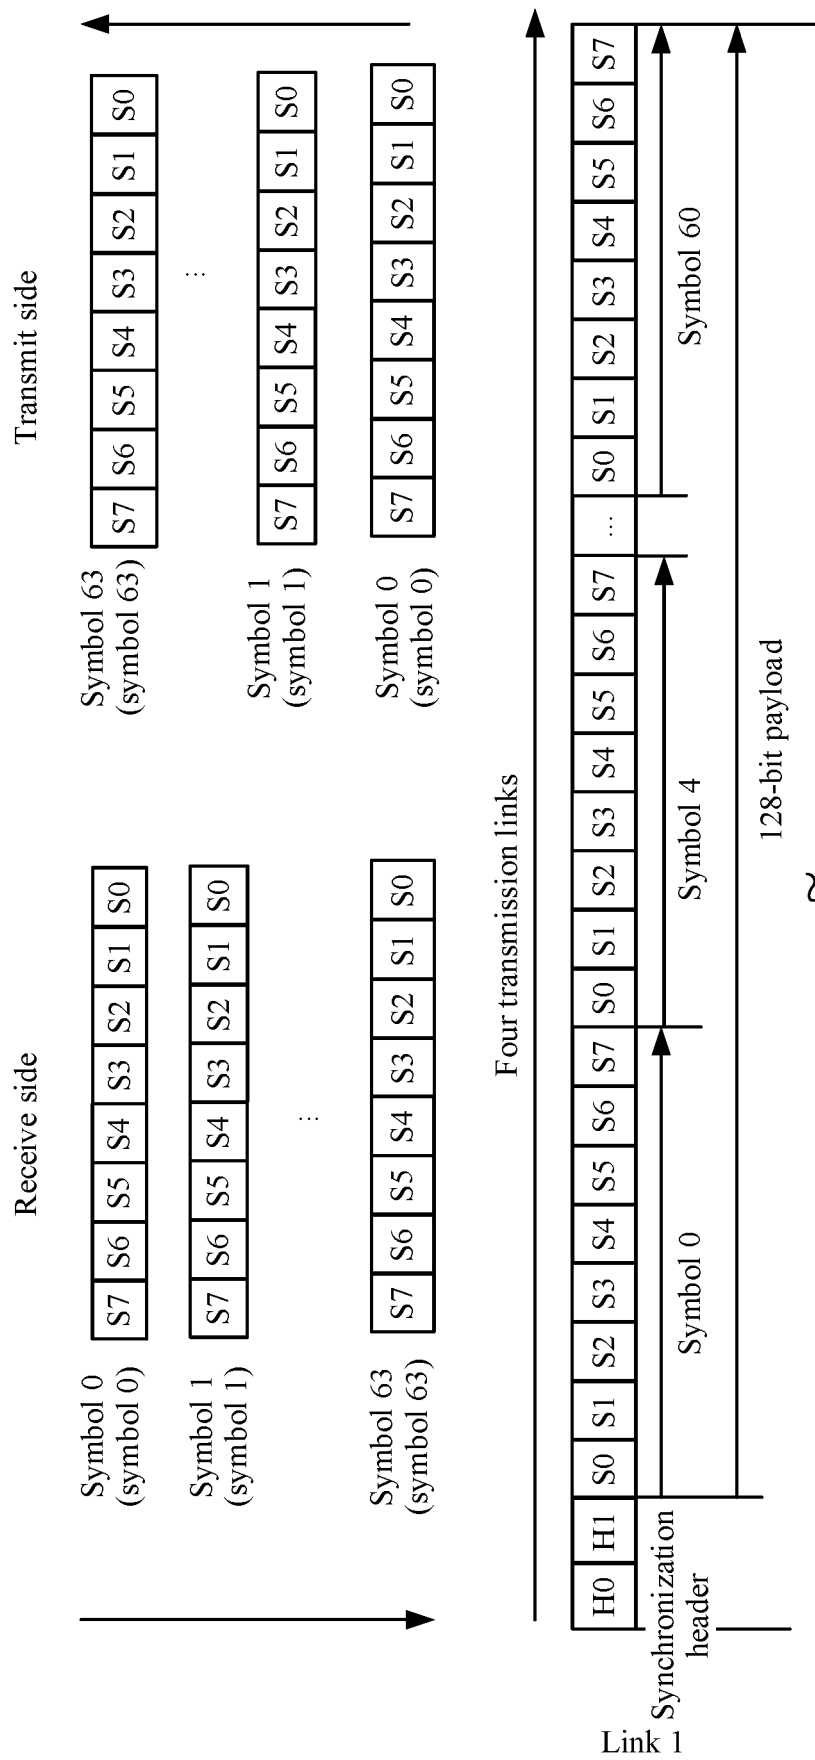 Receive side
Symbol 0
(symbol 0)
S7 S6 S5 S4 S3 S2 S1 S0
Symbol 1
(symbol 1)
S7 S6 S5 S4 S3 S2 S1 S0
...
Symbol 63
(symbol 63)
S7 S6 S5 S4 S3 S2 S1 S0
Transmit side
Symbol 63
(symbol 63)
S7 S6 S5 S4 S3 S2 S1 S0
...
Symbol 1
(symbol 1)
S7 S6 S5 S4 S3 S2 S1 S0
Symbol 0
(symbol 0)
S7 S6 S5 S4 S3 S2 S1 S0
Four transmission links
H0 H1 S0 S1 S2 S3 S4 S5 S6 S7 S0 S1 S2 S3 S4 S5 S6 S7 ... S0 S1 S2 S3 S4 S5 S6 S7
Link 1
Synchronization
header
Symbol 0
Symbol 4
Symbol 60
128-bit payload
≈